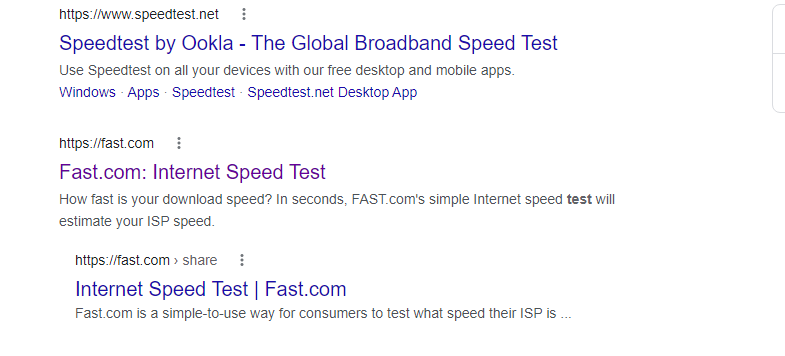 https://www.speedtest.net
Speedtest by Ookla - The Global Broadband Speed Test
Use Speedtest on all your devices with our free desktop and mobile apps.
Windows · Apps · Speedtest · Speedtest.net Desktop App
https://fast.com
Fast.com: Internet Speed Test
How fast is your download speed? In seconds, FAST.com's simple Internet speed test will
estimate your ISP speed.
https://fast.com › share
Internet Speed Test | Fast.com
Fast.com is a simple-to-use way for consumers to test what speed their ISP is ...